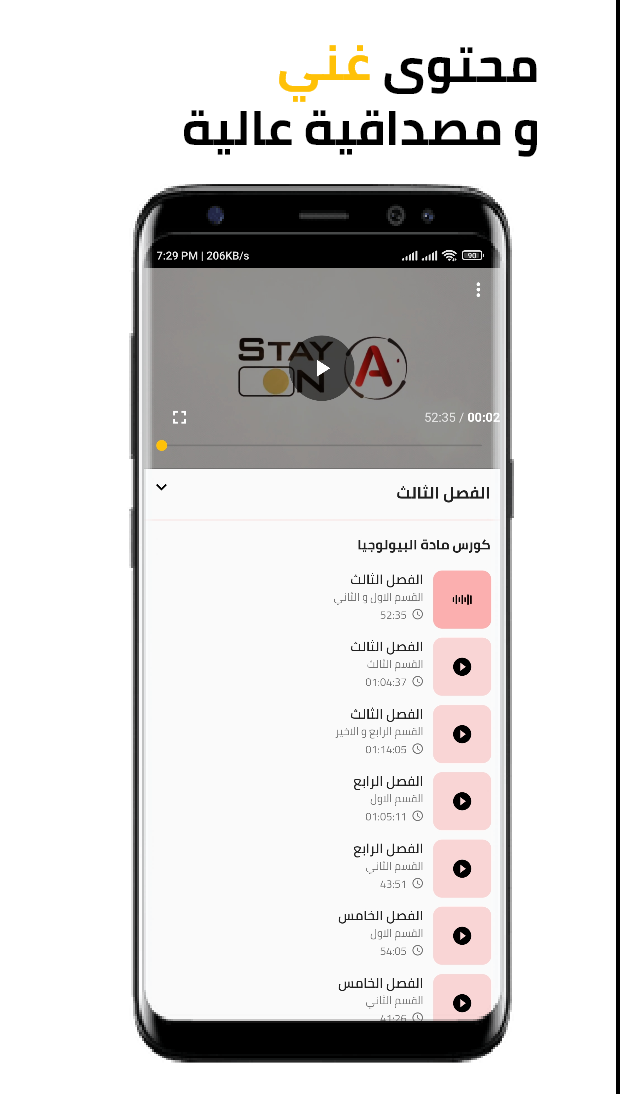 محتوى غني
و مصداقية عالية
7:29 PM | 206KB/s
90
STAY
ON
A
52:35 / 00:02
الفصل الثالث
كورس مادة البيولوجيا
الفصل الثالث
القسم الاول و الثاني
52:35
الفصل الثالث
القسم الثالث
01:04:37
الفصل الثالث
القسم الرابع و الاخير
01:14:05
الفصل الرابع
القسم الاول
01:05:11
الفصل الرابع
القسم الثاني
43:51
الفصل الخامس
القسم الاول
54:05
الفصل الخامس
القسم الثاني
41:26